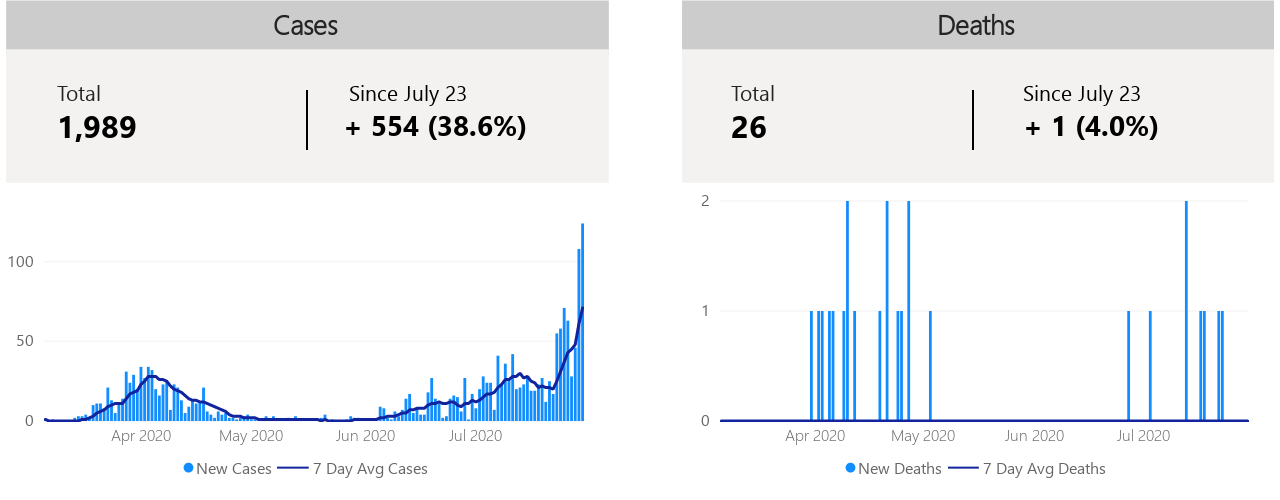 Cases
Total
1,989
Since July 23
+ 554 (38.6%)
100
50
0
Apr 2020 May 2020 Jun 2020 Jul 2020
New Cases 7 Day Avg Cases
Deaths
Total
26
Since July 23
+ 1 (4.0%)
2
1
0
Apr 2020 May 2020 Jun 2020 Jul 2020
New Deaths 7 Day Avg Deaths